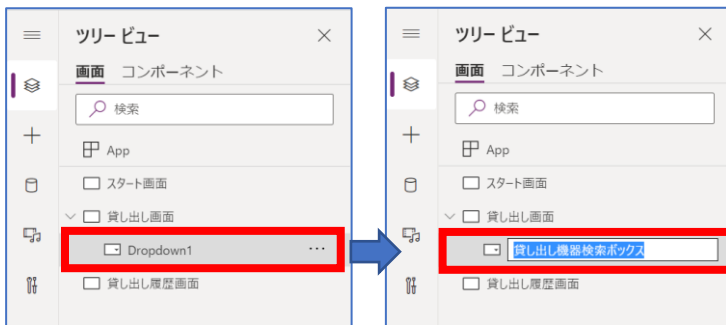 ツリー ビュー
画面 コンポーネント
検索
App
スタート画面
貸し出し画面
Dropdown1 ...
貸し出し履歴画面
ツリー ビュー
画面 コンポーネント
検索
App
スタート画面
貸し出し画面
貸し出し機器検索ボックス
貸し出し履歴画面